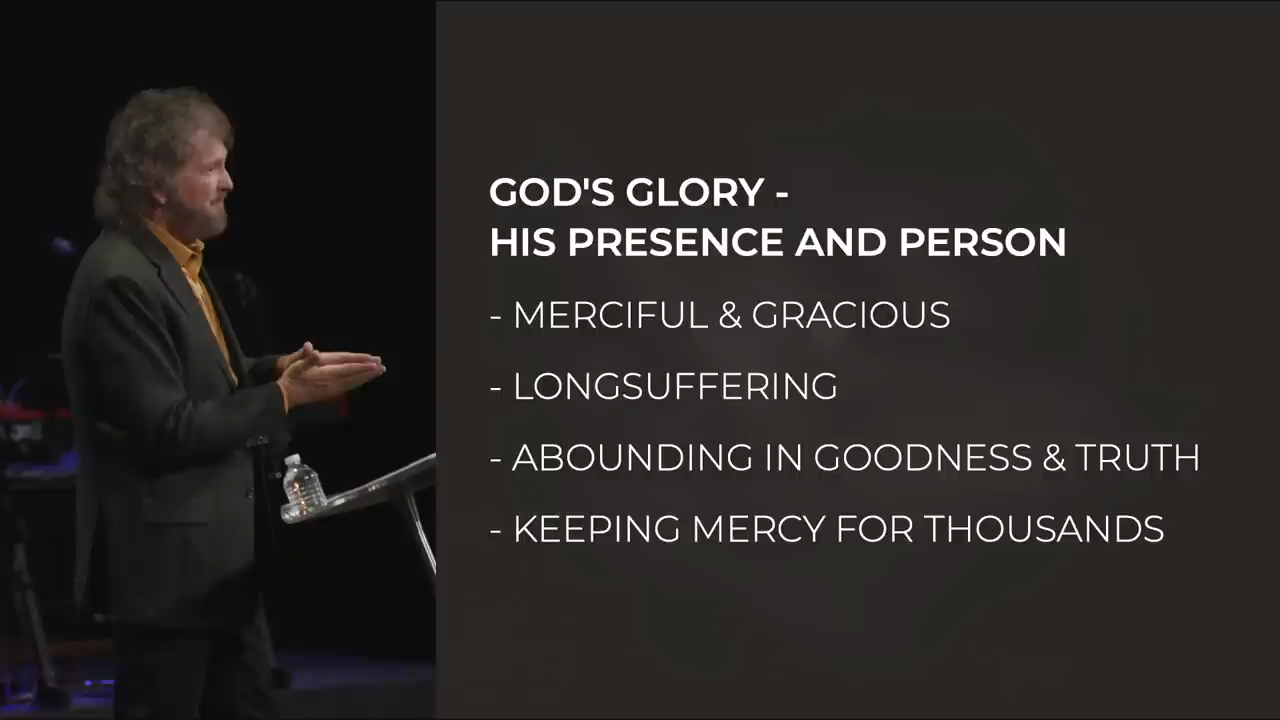 GOD'S GLORY -
HIS PRESENCE AND PERSON
- MERCIFUL & GRACIOUS
- LONGSUFFERING
- ABOUNDING IN GOODNESS & TRUTH
- KEEPING MERCY FOR THOUSANDS